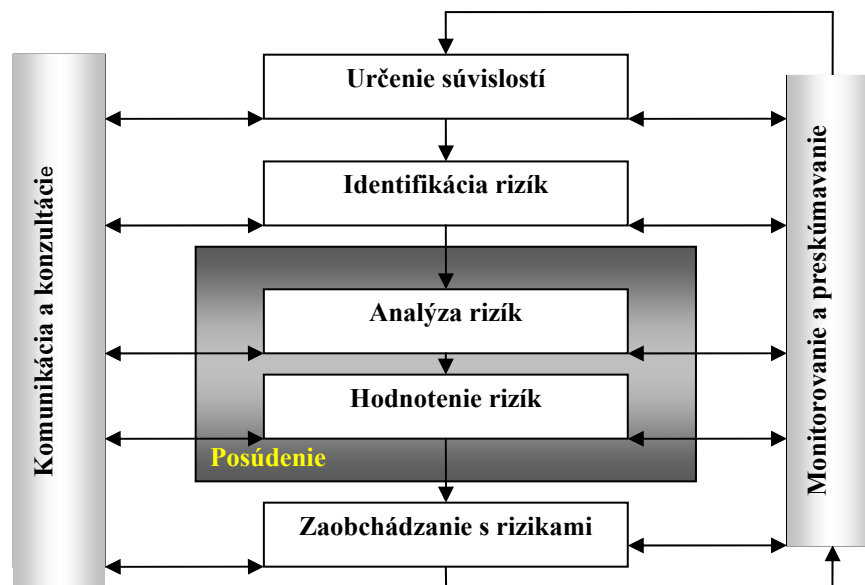 Určenie súvislostí
Identifikácia rizík
Analýza rizík
Hodnotenie rizík
Posúdenie
Zaobchádzanie s rizikami
Komunikácia a konzultácie
Monitorovanie a preskúmavanie